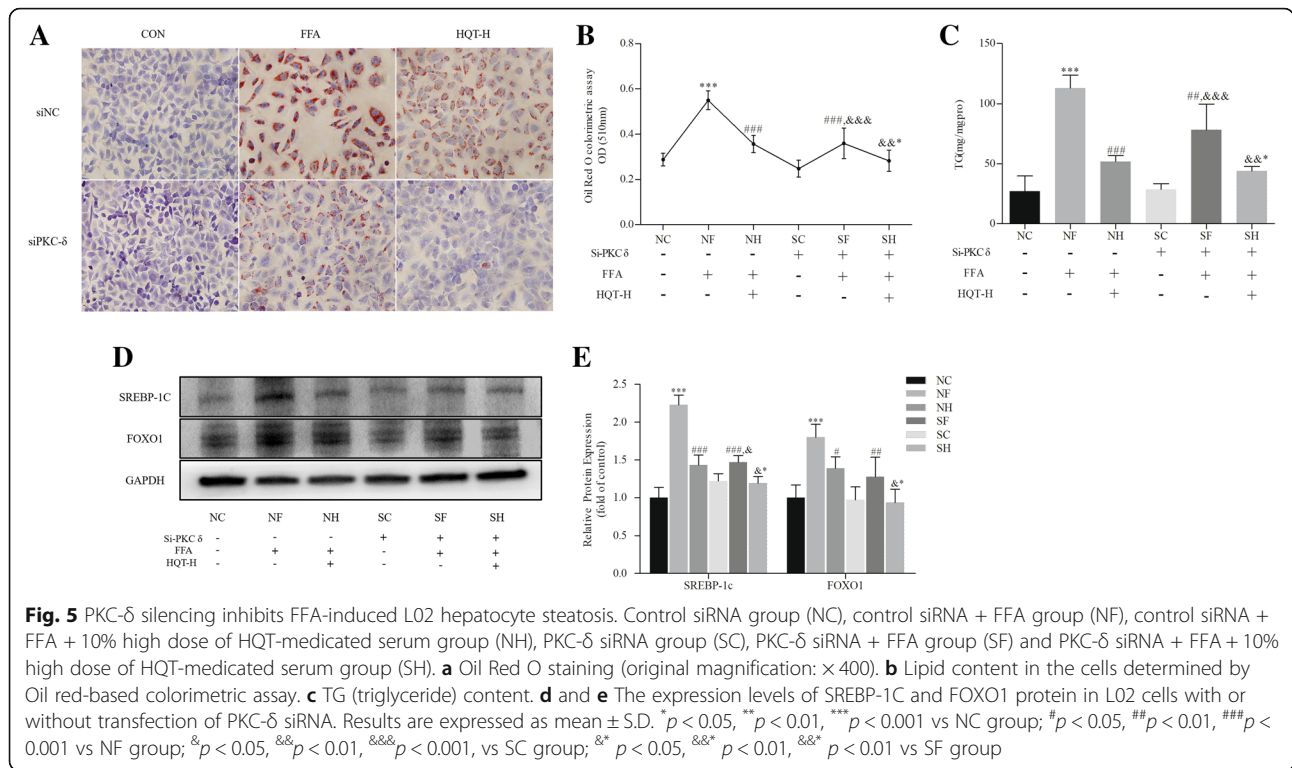 A
CON FFA HQT-H
siNC
siPKC-δ
B
Oil Red O colorimetric assay
OD (510nm)
0.8
0.6
0.4
0.2
0.0
*** ### ###,&&& &&*
NC NF NH SC SF SH
Si-PKC δ - - - + + +
FFA - + + - + +
HQT-H - - + - - +
C
TG(mg/mgpro)
150
100
50
0
*** ### ##,&&& &&*
NC NF NH SC SF SH
Si-PKC δ - - - + + +
FFA - + + - + +
HQT-H - - + - - +
D
SREBP-1C
FOXO1
GAPDH
NC NF NH SC SF SH
Si-PKC δ - - - + + +
FFA - + + - + +
HQT-H - - + - - +
E
Relative Protein Expression
(fold of control)
2.5
2.0
1.5
1.0
0.5
0.0
*** ### ###,& &* *** # ## &*
SREBP-1c FOXO1
NC
NF
NH
SF
SC
SH
Fig. 5 PKC-δ silencing inhibits FFA-induced L02 hepatocyte steatosis. Control siRNA group (NC), control siRNA + FFA group (NF), control siRNA +
FFA + 10% high dose of HQT-medicated serum group (NH), PKC-δ siRNA group (SC), PKC-δ siRNA + FFA group (SF) and PKC-δ siRNA + FFA + 10%
high dose of HQT-medicated serum group (SH). a Oil Red O staining (original magnification: × 400). b Lipid content in the cells determined by
Oil red-based colorimetric assay. c TG (triglyceride) content. d and e The expression levels of SREBP-1C and FOXO1 protein in L02 cells with or
without transfection of PKC-δ siRNA. Results are expressed as mean ± S.D. *p < 0.05, **p < 0.01, ***p < 0.001 vs NC group; #p < 0.05, ##p < 0.01, ###p <
0.001 vs NF group; &p < 0.05, &&p < 0.01, &&&p < 0.001, vs SC group; &* p < 0.05, &&* p < 0.01, &&* p < 0.01 vs SF group